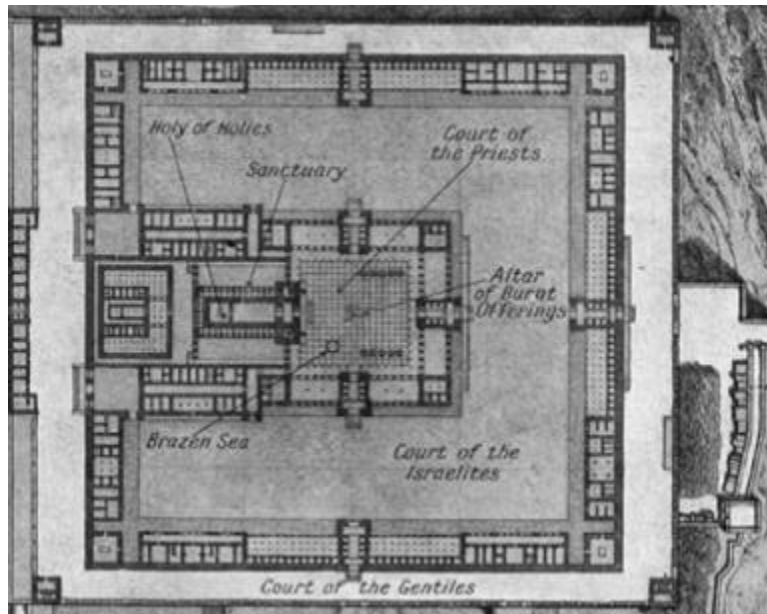 Holy of Holies
Court of
the Priests
Sanctuary
Altar
of Burnt
Offerings
Brazen Sea
Court of the
Israelites
Court of the Gentiles